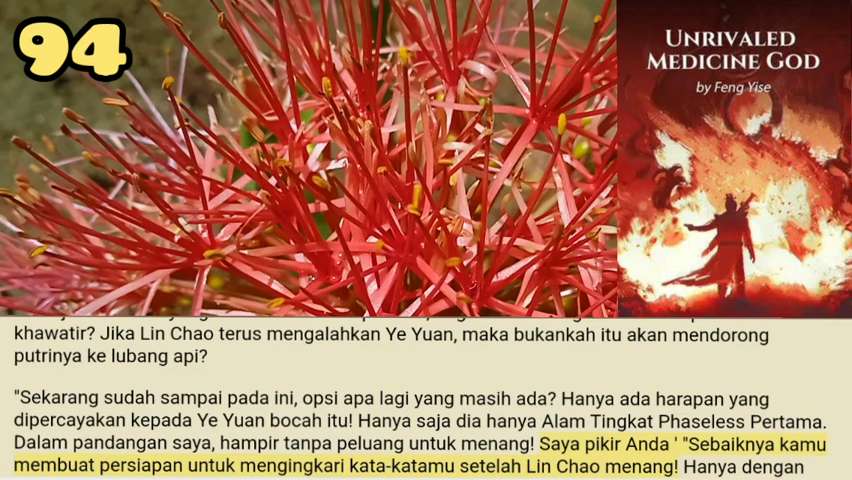 94
UNRIVALED
MEDICINE GOD
by Feng Yise
khawatir? Jika Lin Chao terus mengalahkan Ye Yuan, maka bukankah itu akan mendorong
putrinya ke lubang api?
"Sekarang sudah sampai pada ini, opsi apa lagi yang masih ada? Hanya ada harapan yang
dipercayakan kepada Ye Yuan bocah itu! Hanya saja dia hanya Alam Tingkat Phaseless Pertama.
Dalam pandangan saya, hampir tanpa peluang untuk menang! Saya pikir Anda ' "Sebaiknya kamu
membuat persiapan untuk mengingkari kata-katamu setelah Lin Chao menang! Hanya dengan